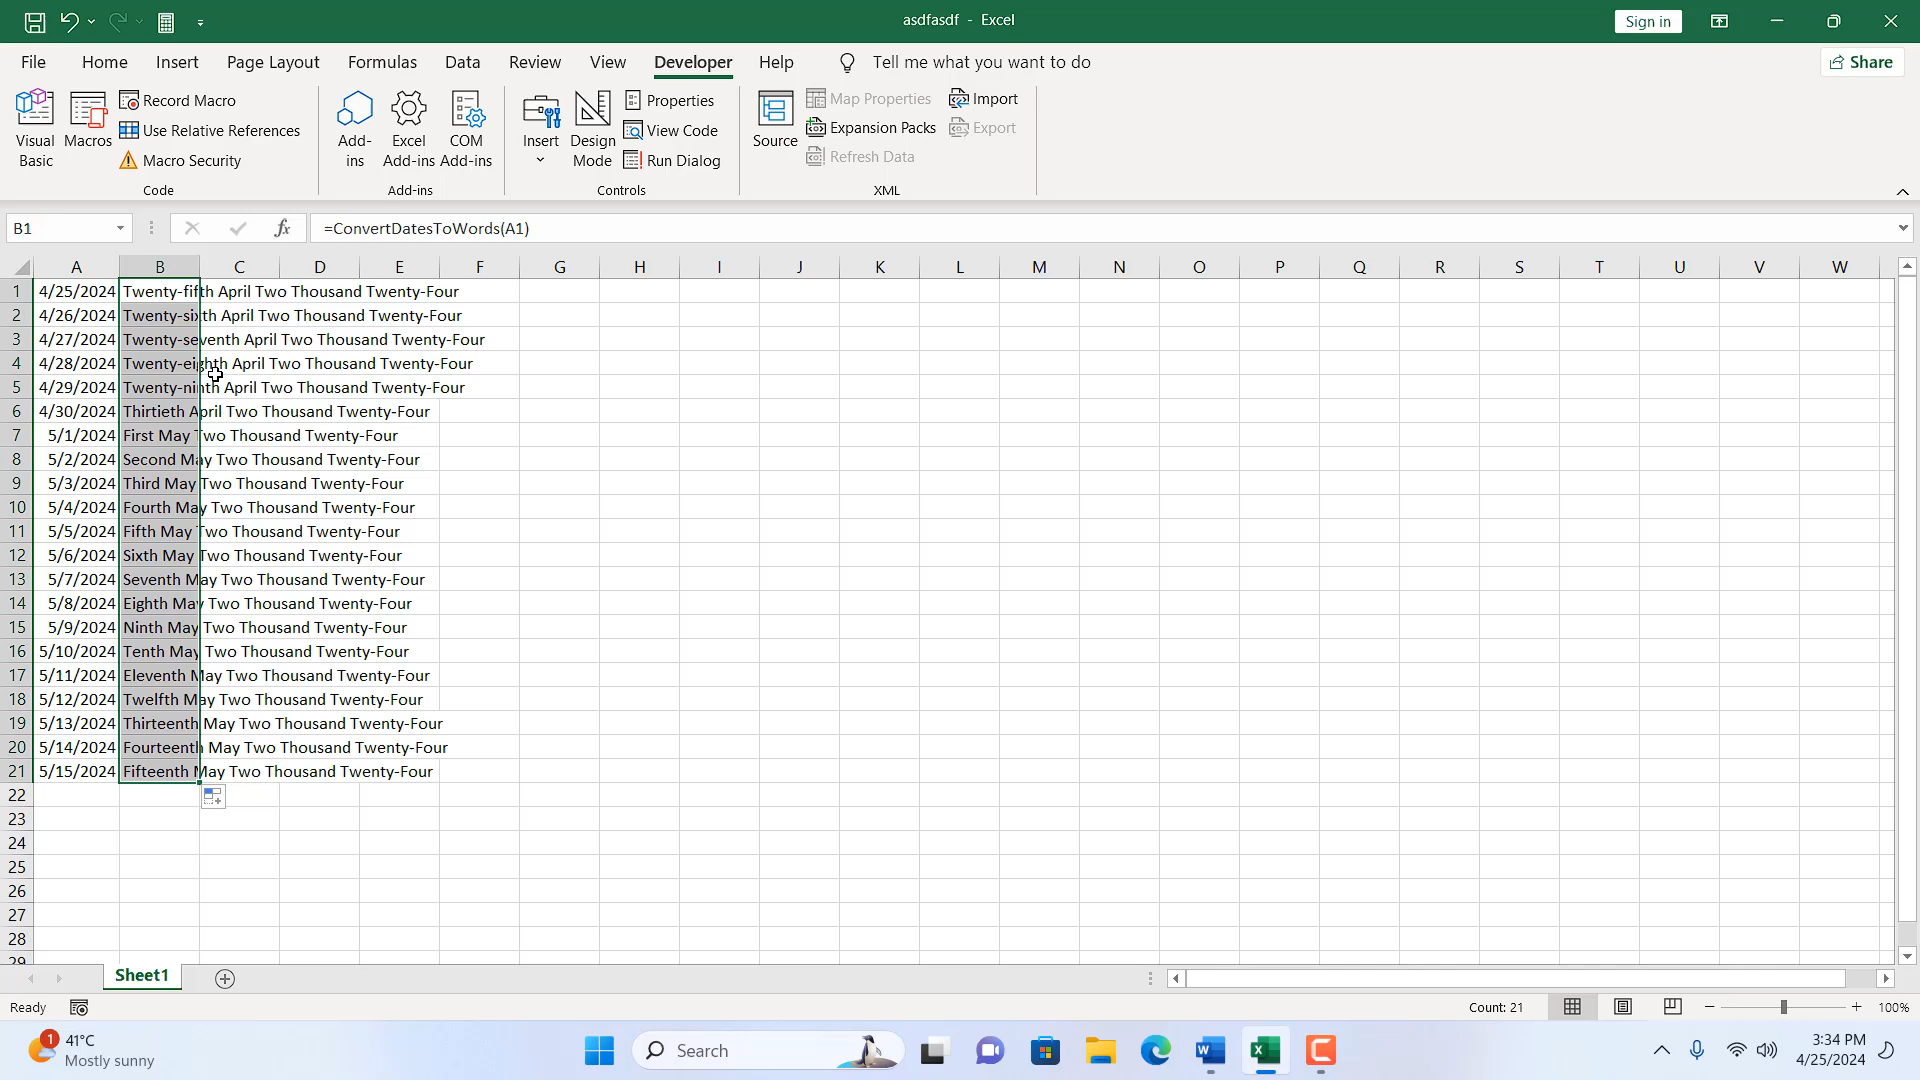 asdfasdf - Excel
Sign in
File Home Insert Page Layout Formulas Data Review View Developer Help Tell me what you want to do Share
Visual Basic
Macros
Record Macro
Use Relative References
Macro Security
Code
Add-ins
Excel Add-ins
COM Add-ins
Add-ins
Insert
Design Mode
Properties
View Code
Run Dialog
Controls
Source
Map Properties
Expansion Packs
Refresh Data
Import
Export
XML
B1 fx =ConvertDatesToWords(A1)
A B C D E F G H I J K L M N O P Q R S T U V W
1 4/25/2024 Twenty-fifth April Two Thousand Twenty-Four
2 4/26/2024 Twenty-sixth April Two Thousand Twenty-Four
3 4/27/2024 Twenty-seventh April Two Thousand Twenty-Four
4 4/28/2024 Twenty-eighth April Two Thousand Twenty-Four
5 4/29/2024 Twenty-ninth April Two Thousand Twenty-Four
6 4/30/2024 Thirtieth April Two Thousand Twenty-Four
7 5/1/2024 First May Two Thousand Twenty-Four
8 5/2/2024 Second May Two Thousand Twenty-Four
9 5/3/2024 Third May Two Thousand Twenty-Four
10 5/4/2024 Fourth May Two Thousand Twenty-Four
11 5/5/2024 Fifth May Two Thousand Twenty-Four
12 5/6/2024 Sixth May Two Thousand Twenty-Four
13 5/7/2024 Seventh May Two Thousand Twenty-Four
14 5/8/2024 Eighth May Two Thousand Twenty-Four
15 5/9/2024 Ninth May Two Thousand Twenty-Four
16 5/10/2024 Tenth May Two Thousand Twenty-Four
17 5/11/2024 Eleventh May Two Thousand Twenty-Four
18 5/12/2024 Twelfth May Two Thousand Twenty-Four
19 5/13/2024 Thirteenth May Two Thousand Twenty-Four
20 5/14/2024 Fourteenth May Two Thousand Twenty-Four
21 5/15/2024 Fifteenth May Two Thousand Twenty-Four
22
23
24
25
26
27
28
29
Sheet1
Ready Count: 21 100%
1 41°C
Mostly sunny
Search
3:34 PM
4/25/2024